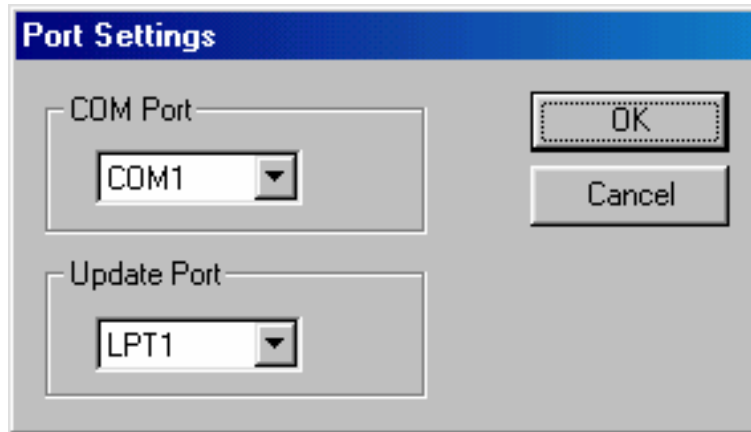 Port Settings
COM Port
COM1
OK
Cancel
Update Port
LPT1